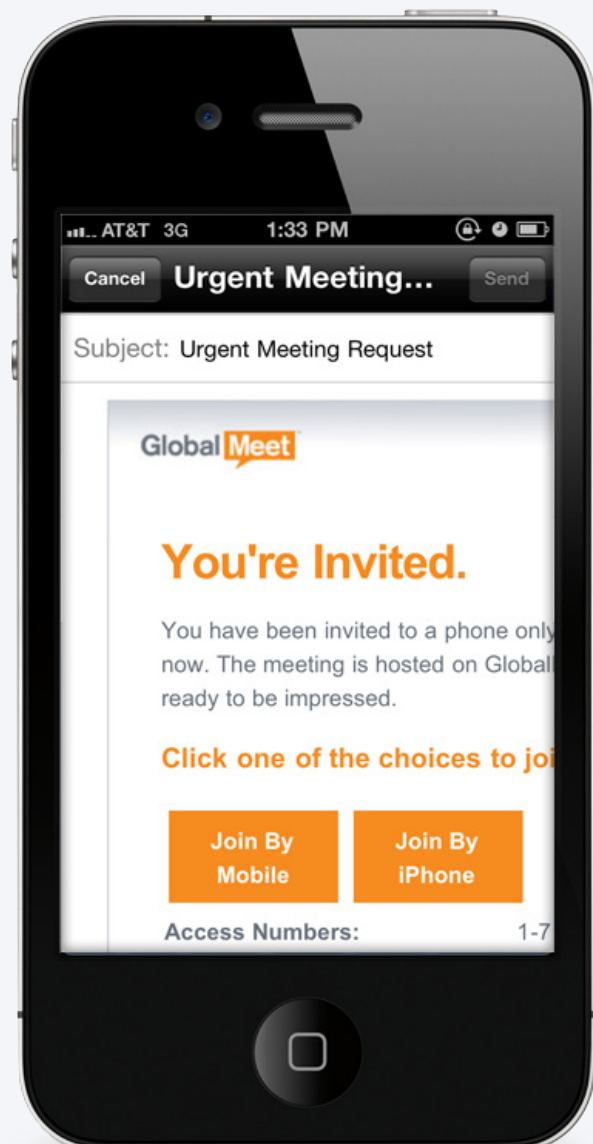 AT&T 3G 1:33 PM
Cancel Urgent Meeting... Send
Subject: Urgent Meeting Request
Global Meet
You're Invited.
You have been invited to a phone only
now. The meeting is hosted on Global
ready to be impressed.
Click one of the choices to joi
Join By Mobile
Join By iPhone
Access Numbers: 1-7